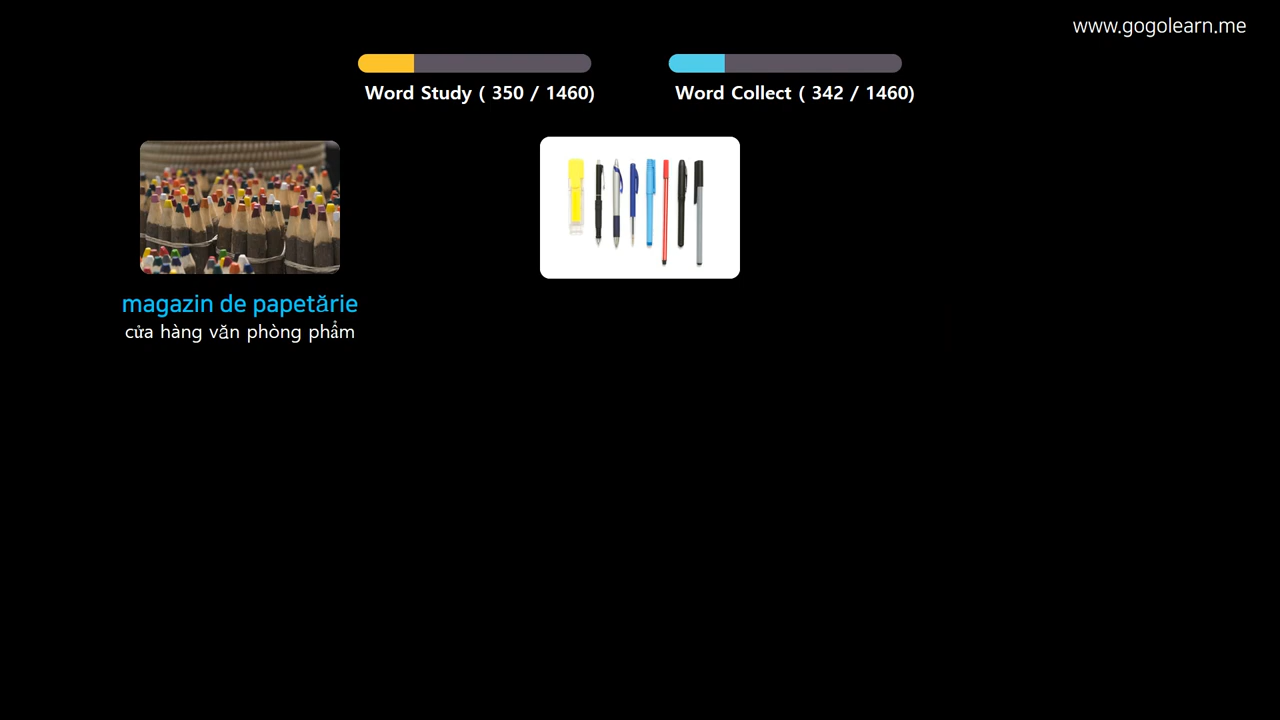 www.gogolearn.me
Word Study ( 350 / 1460)
Word Collect ( 342 / 1460)
magazin de papetărie
cửa hàng văn phòng phẩm